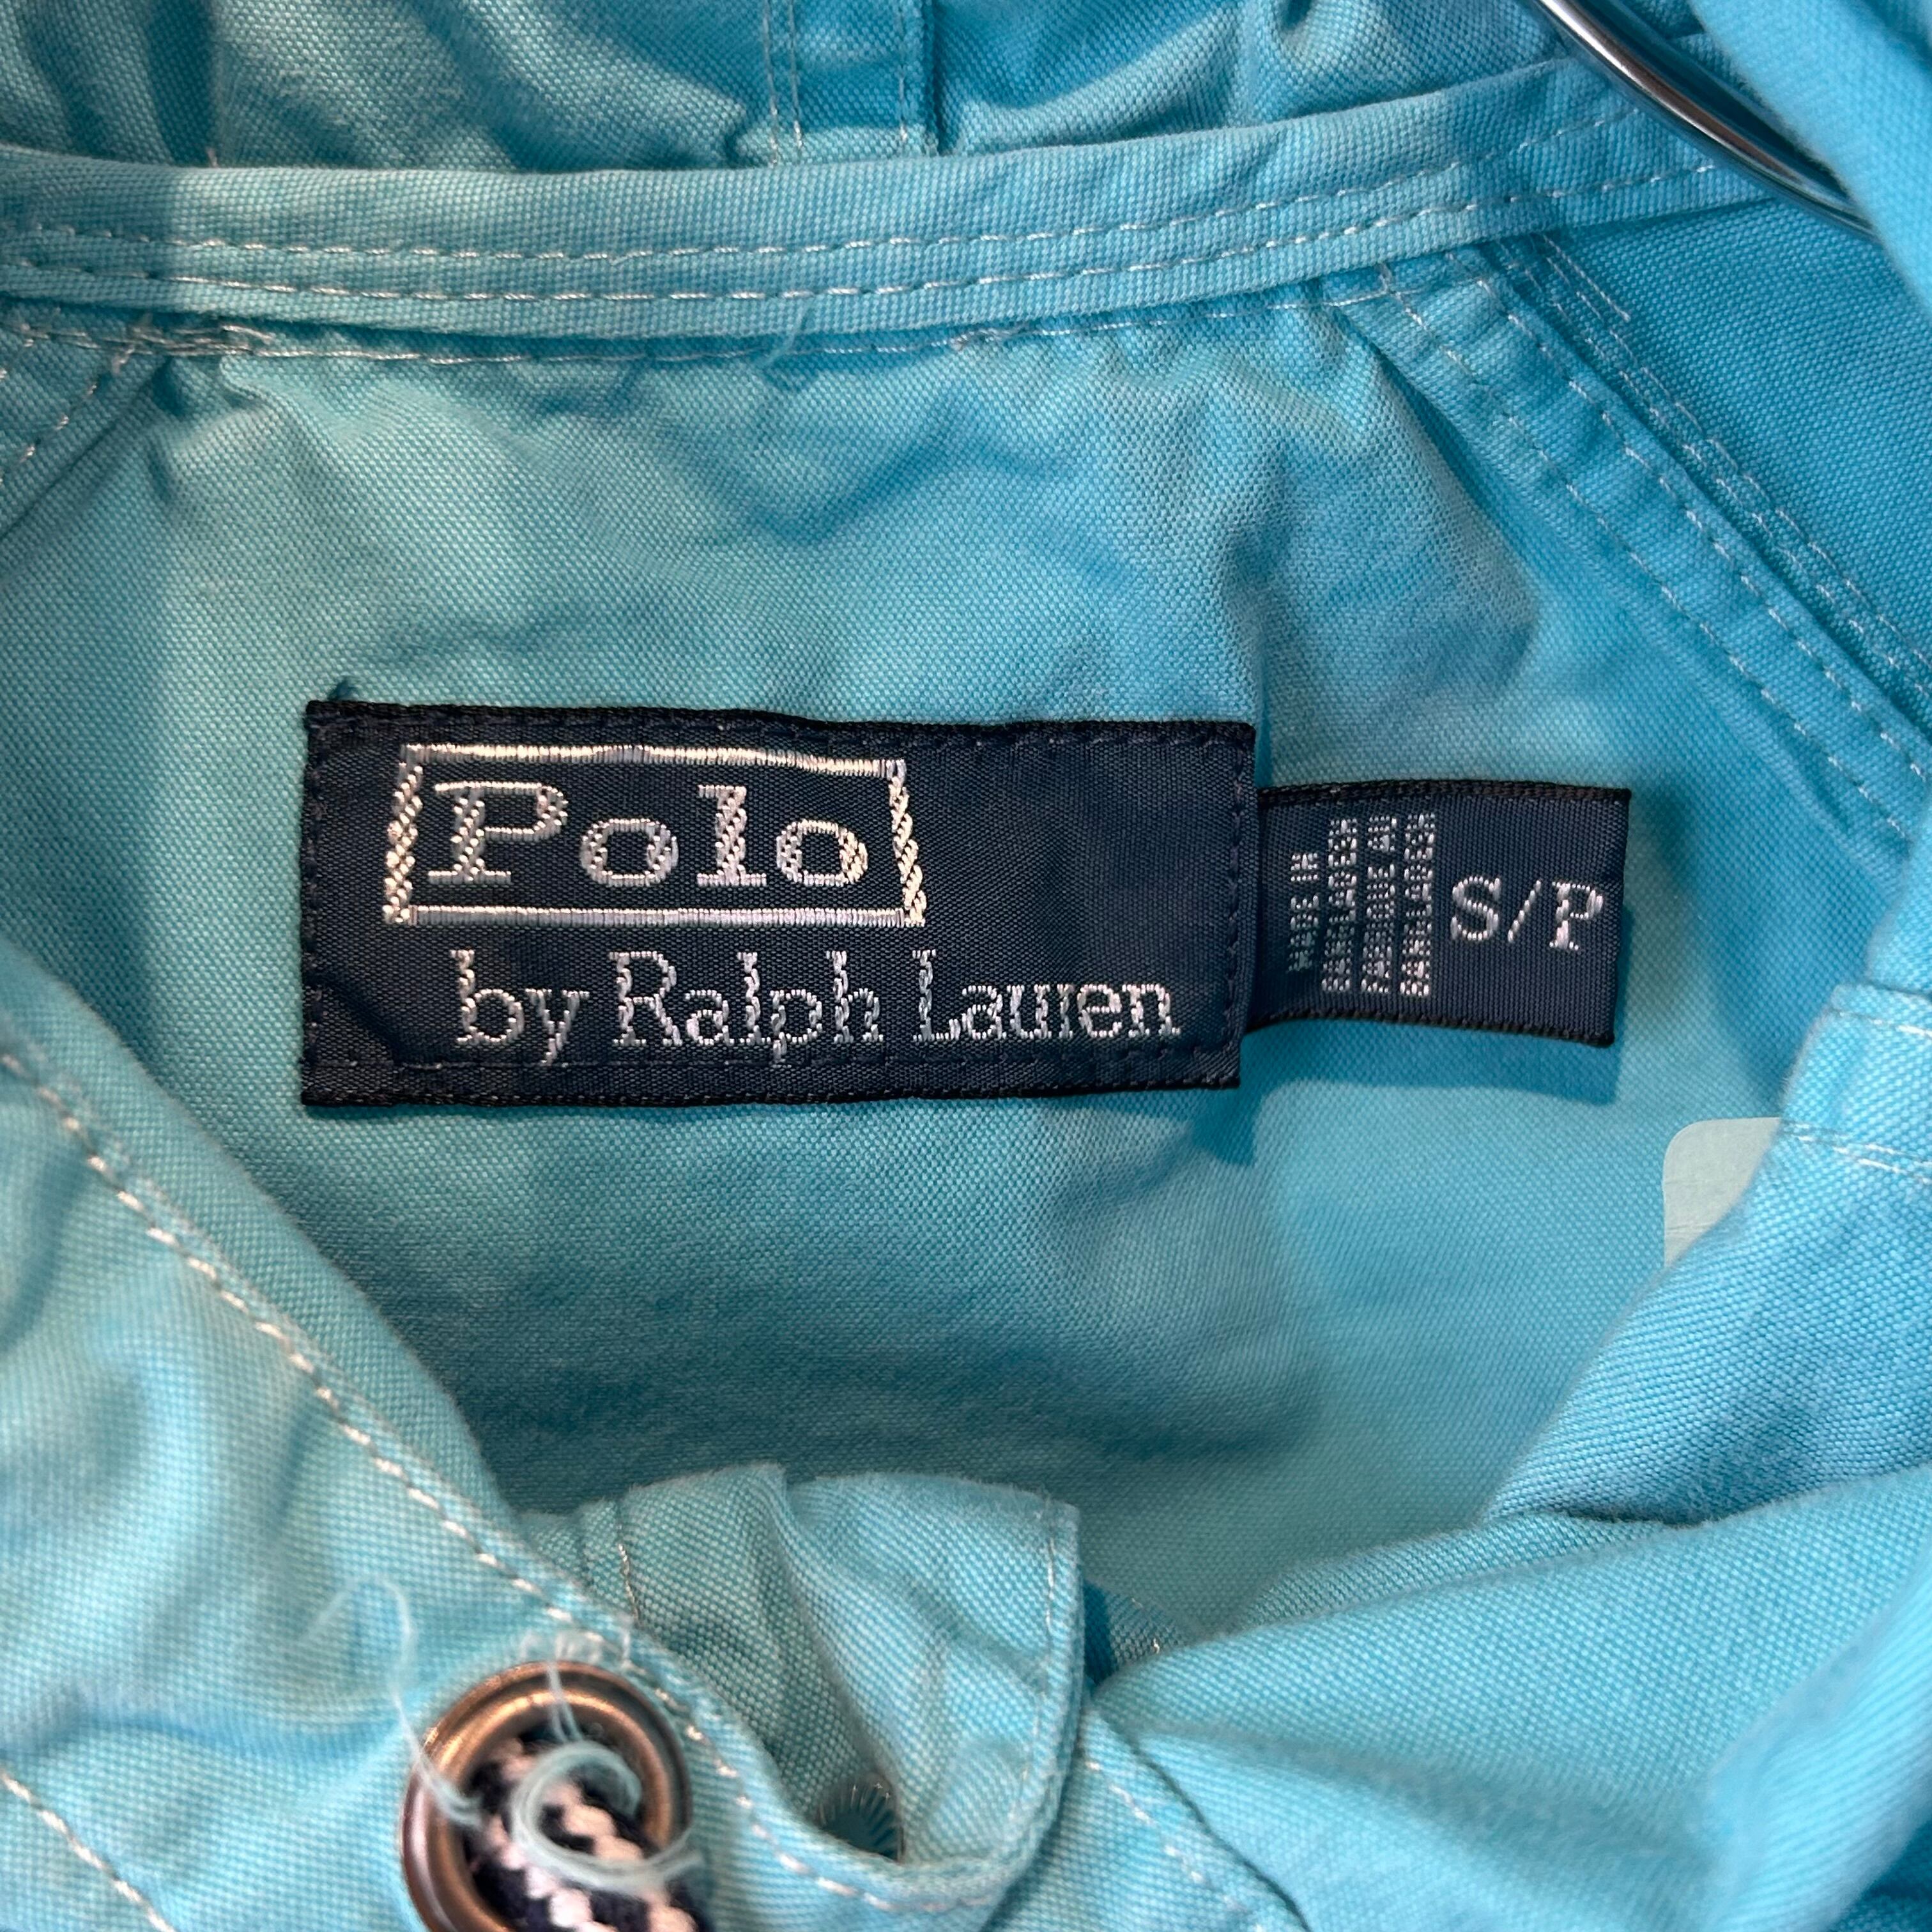 Polo
by Ralph Lauren
MADE IN
BANGLADESH
FABRIQUE AU
BANGLADESH
S/P